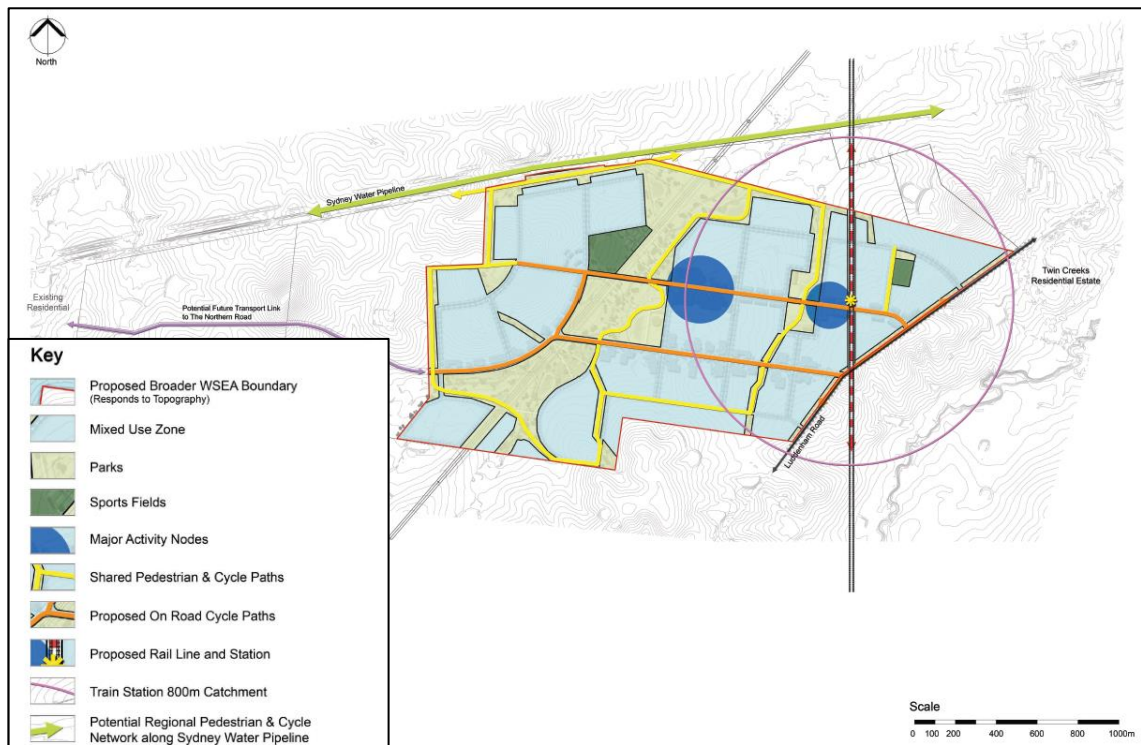 North
Sydney Water Pipeline
Twin Creeks
Residential Estate
Existing
Residential
Potential Future Transport Link
to The Northern Road
Luddenham Road
Key
Proposed Broader WSEA Boundary
(Responds to Topography)
Mixed Use Zone
Parks
Sports Fields
Major Activity Nodes
Shared Pedestrian & Cycle Paths
Proposed On Road Cycle Paths
Proposed Rail Line and Station
Train Station 800m Catchment
Potential Regional Pedestrian & Cycle
Network along Sydney Water Pipeline
Scale
0 100 200 400 600 800 1000m